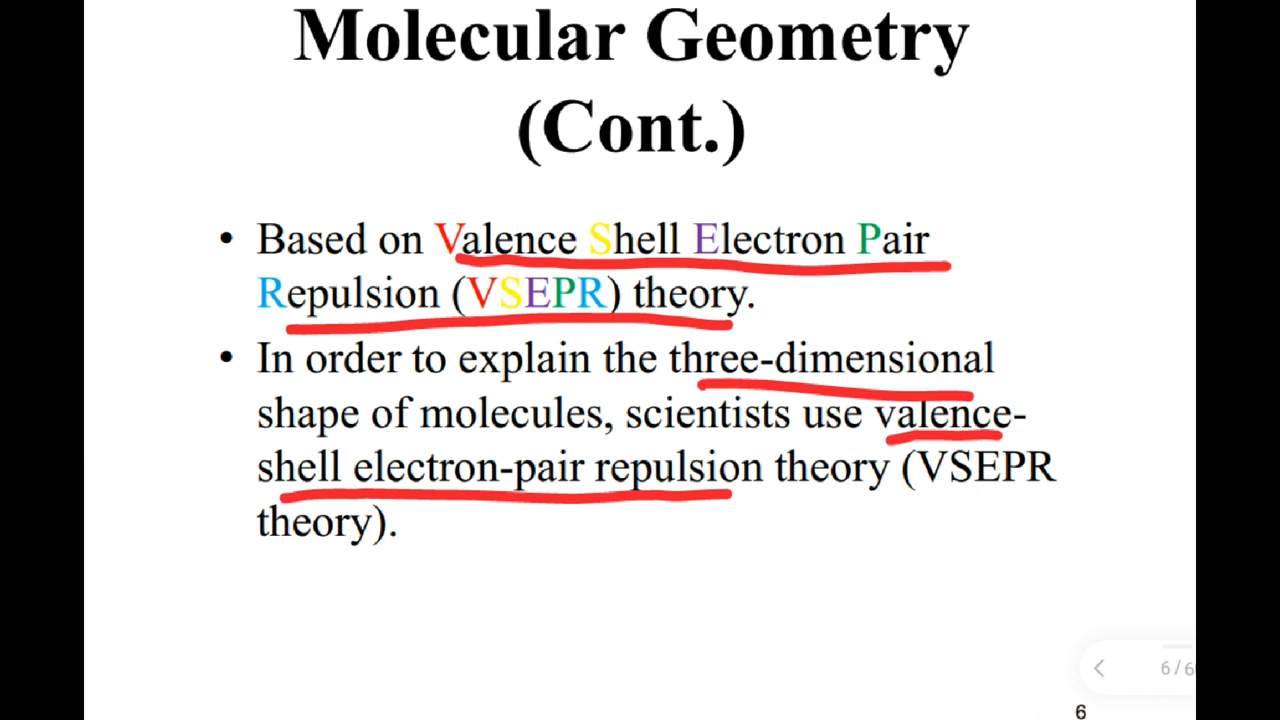 Molecular Geometry
(Cont.)
• Based on Valence Shell Electron Pair
Repulsion (VSEPR) theory.
• In order to explain the three-dimensional
shape of molecules, scientists use valence-
shell electron-pair repulsion theory (VSEPR
theory).
6 / 6
6